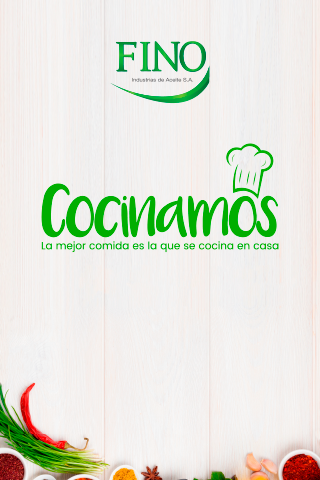 FINO
Industrias de Aceite S.A.
Cocinamos
La mejor comida es la que se cocina en casa